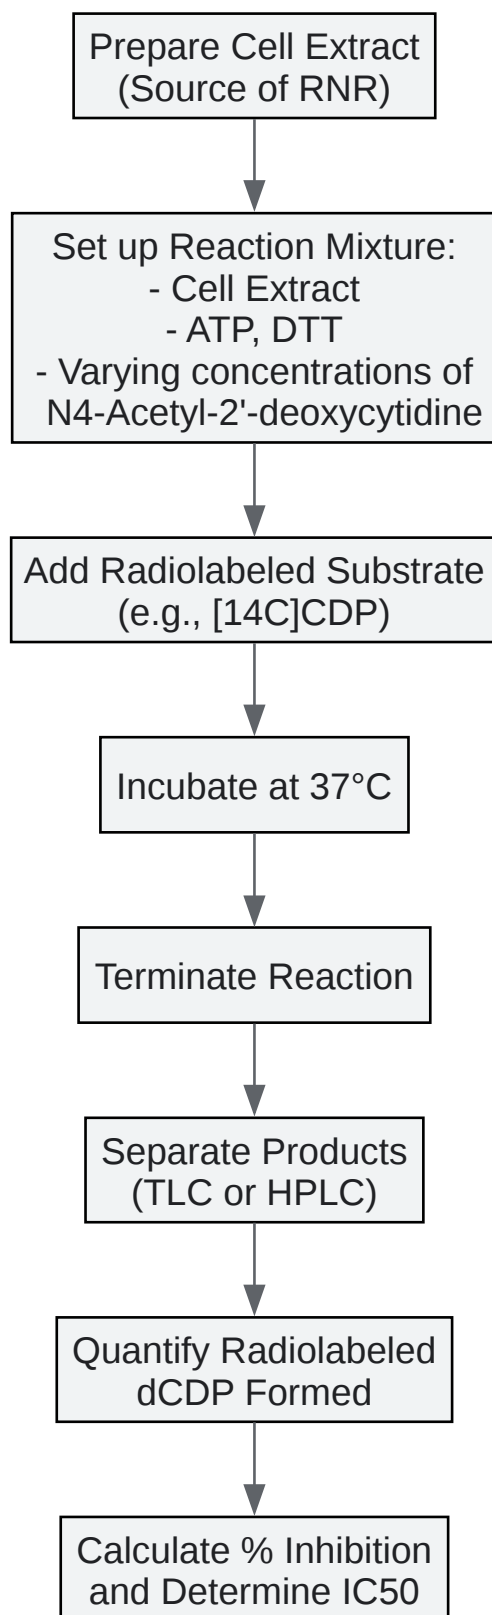 Prepare Cell Extract
(Source of RNR)
Set up Reaction Mixture:
- Cell Extract
- ATP, DTT
- Varying concentrations of
N4-Acetyl-2'-deoxycytidine
Add Radiolabeled Substrate
(e.g., [14C]CDP)
Incubate at 37°C
Terminate Reaction
Separate Products
(TLC or HPLC)
Quantify Radiolabeled
dCDP Formed
Calculate % Inhibition
and Determine IC50